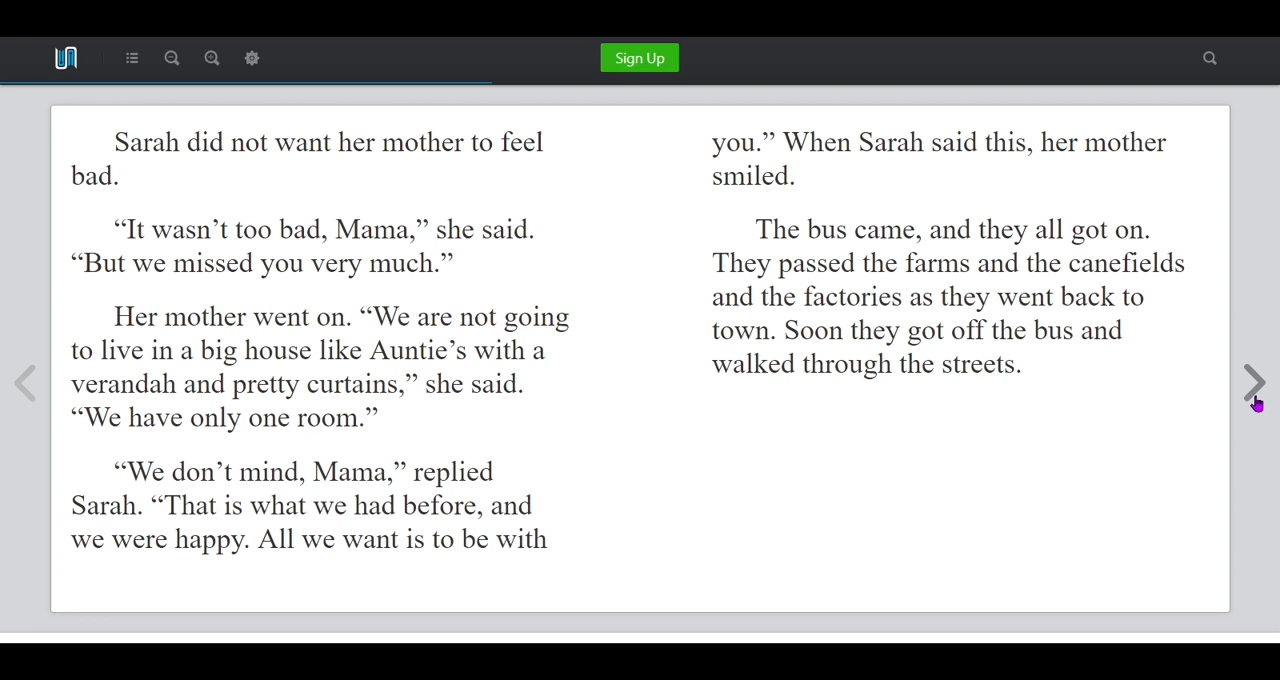 Sign Up
Sarah did not want her mother to feel
bad.
“It wasn’t too bad, Mama,” she said.
“But we missed you very much.”
Her mother went on. “We are not going
to live in a big house like Auntie’s with a
verandah and pretty curtains,” she said.
“We have only one room.”
“We don’t mind, Mama,” replied
Sarah. “That is what we had before, and
we were happy. All we want is to be with
you.” When Sarah said this, her mother
smiled.
The bus came, and they all got on.
They passed the farms and the canefields
and the factories as they went back to
town. Soon they got off the bus and
walked through the streets.